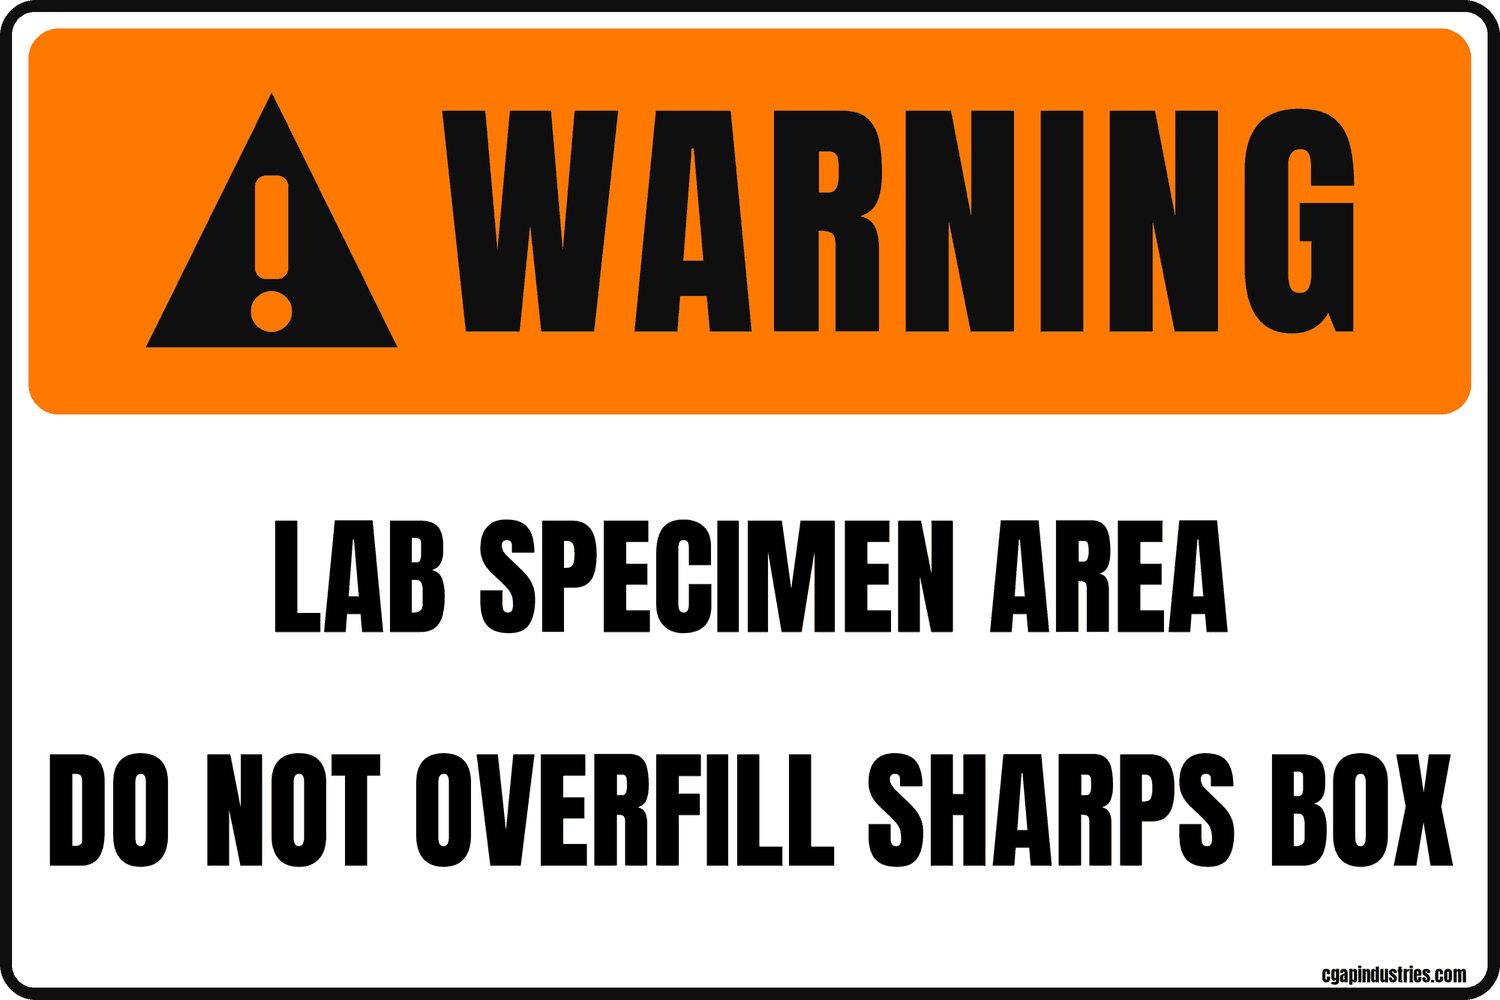 WARNING
LAB SPECIMEN AREA
DO NOT OVERFILL SHARPS BOX
cgapindustries.com